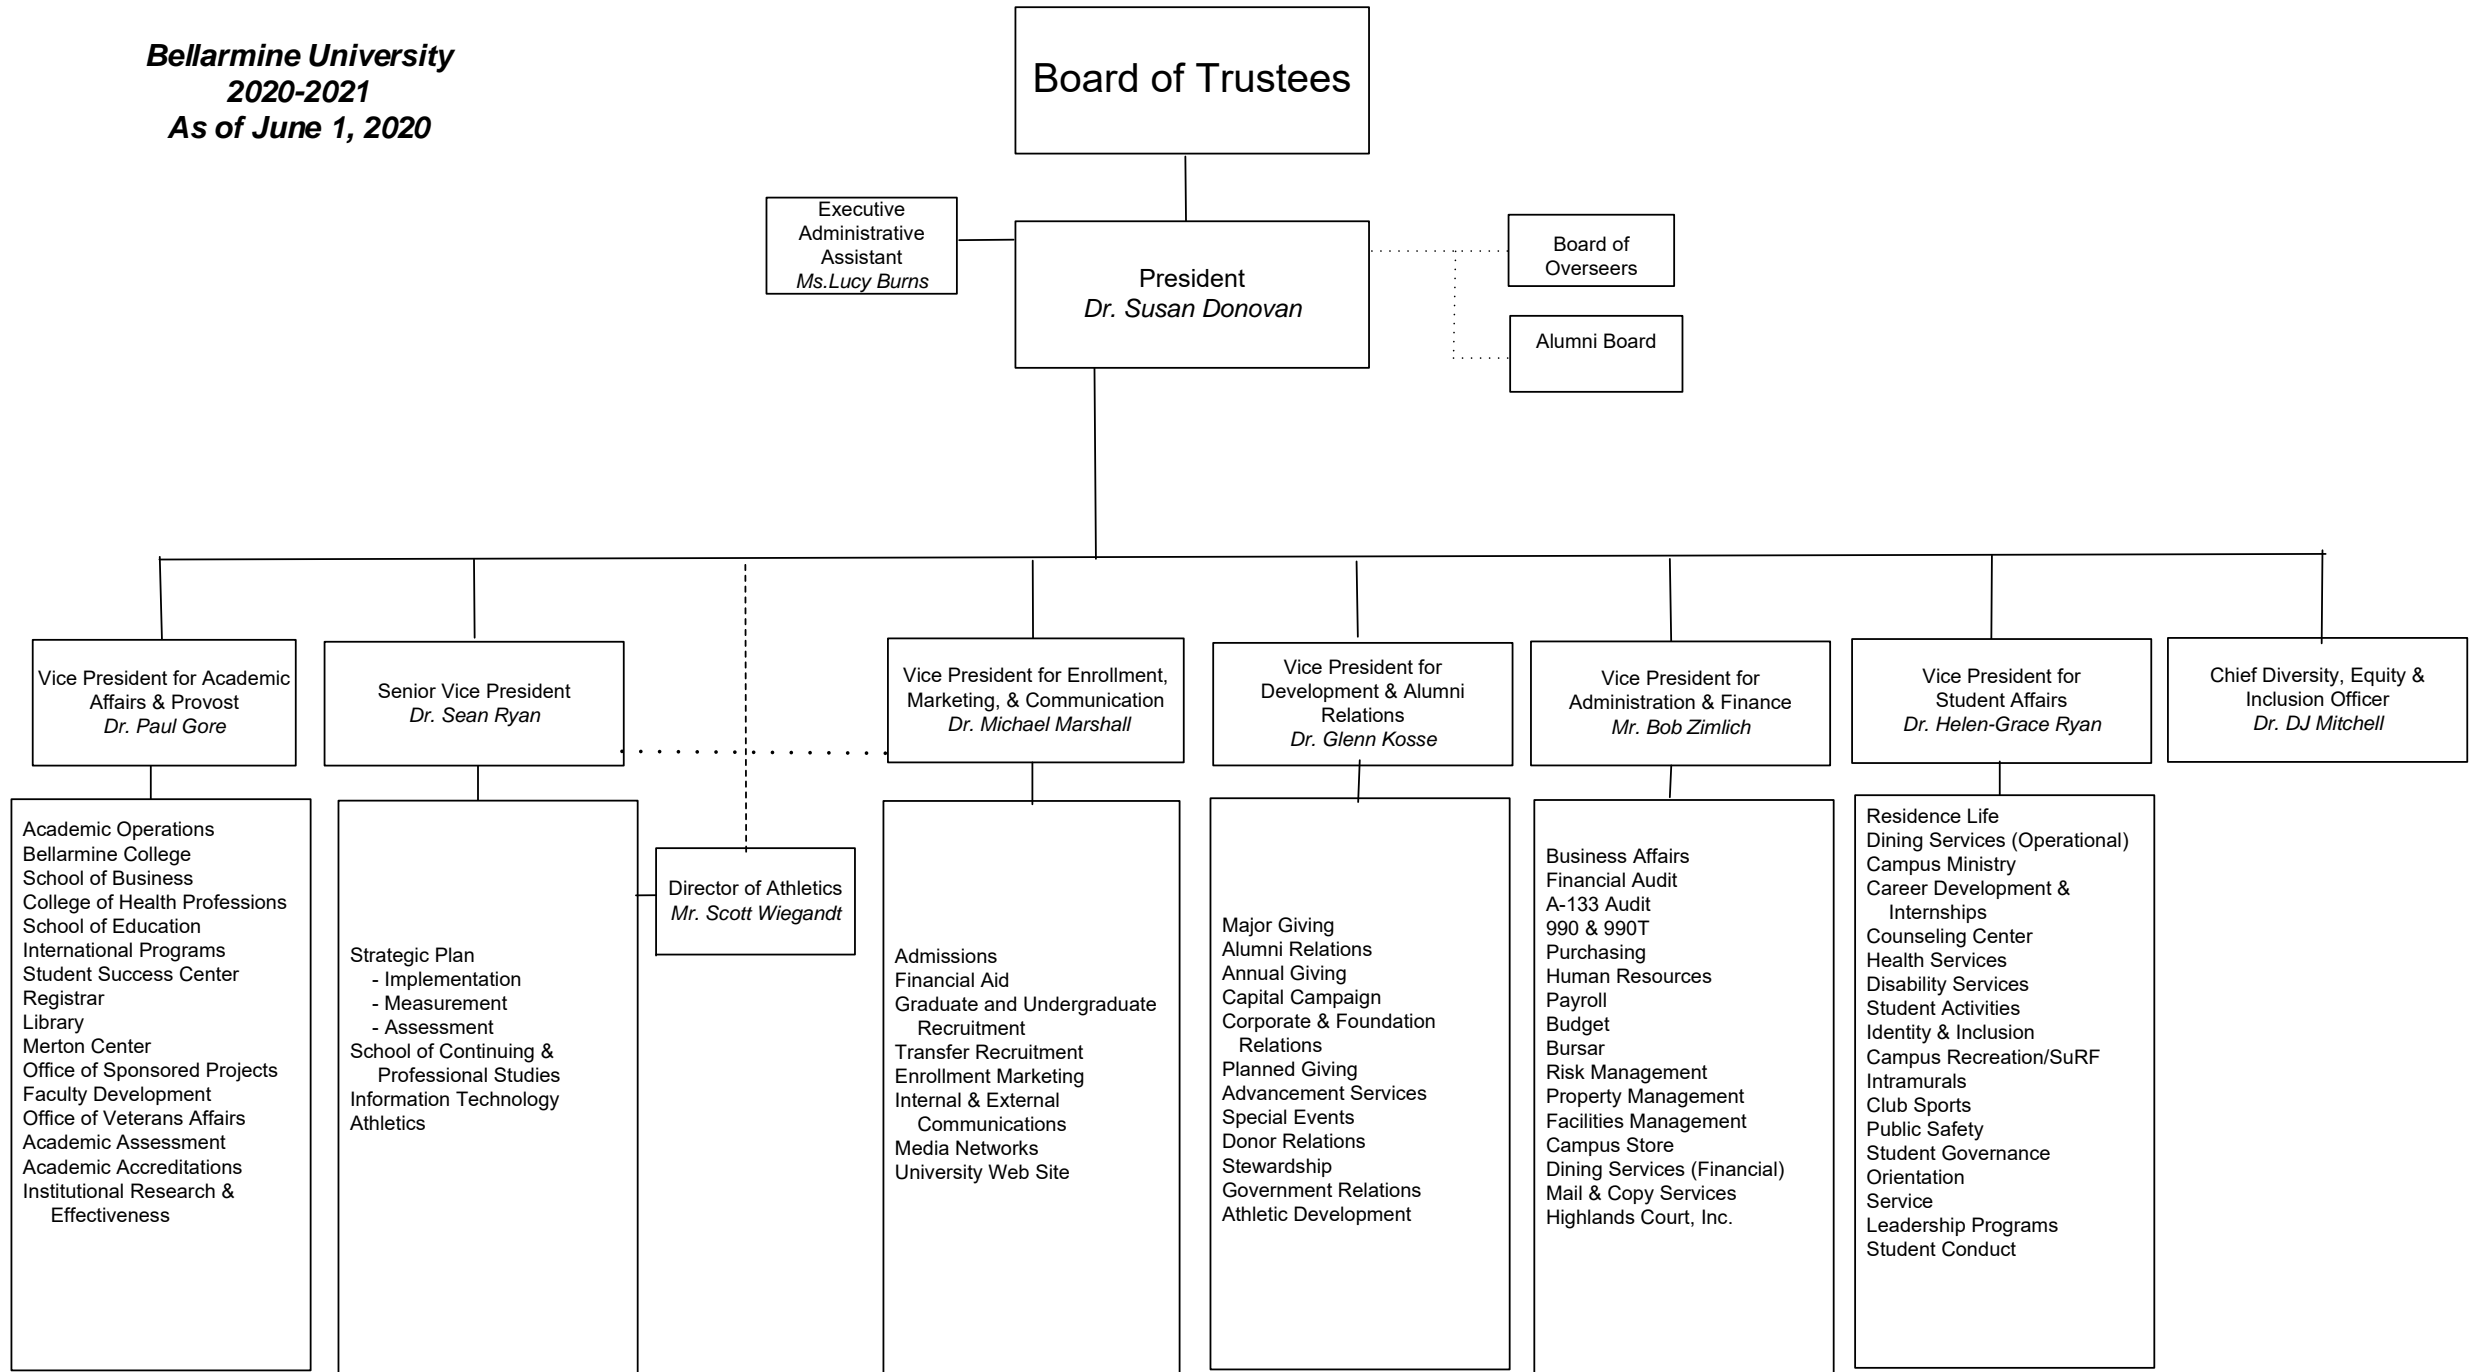 Bellarmine University
2020-2021
As of June 1, 2020
Board of Trustees
Executive
Administrative
Assistant
Ms.Lucy Burns
President
Dr. Susan Donovan
Board of
Overseers
Alumni Board
Vice President for Academic
Affairs & Provost
Dr. Paul Gore
Senior Vice President
Dr. Sean Ryan
Vice President for Enrollment,
Marketing, & Communication
Dr. Michael Marshall
Vice President for
Development & Alumni
Relations
Dr. Glenn Kosse
Vice President for
Administration & Finance
Mr. Bob Zimlich
Vice President for
Student Affairs
Dr. Helen-Grace Ryan
Chief Diversity, Equity &
Inclusion Officer
Dr. DJ Mitchell
Academic Operations
Bellarmine College
School of Business
College of Health Professions
School of Education
International Programs
Student Success Center
Registrar
Library
Merton Center
Office of Sponsored Projects
Faculty Development
Office of Veterans Affairs
Academic Assessment
Academic Accreditations
Institutional Research &
Effectiveness
Strategic Plan
- Implementation
- Measurement
- Assessment
School of Continuing &
Professional Studies
Information Technology
Athletics
Director of Athletics
Mr. Scott Wiegandt
Admissions
Financial Aid
Graduate and Undergraduate
Recruitment
Transfer Recruitment
Enrollment Marketing
Internal & External
Communications
Media Networks
University Web Site
Major Giving
Alumni Relations
Annual Giving
Capital Campaign
Corporate & Foundation
Relations
Planned Giving
Advancement Services
Special Events
Donor Relations
Stewardship
Government Relations
Athletic Development
Business Affairs
Financial Audit
A-133 Audit
990 & 990T
Purchasing
Human Resources
Payroll
Budget
Bursar
Risk Management
Property Management
Facilities Management
Campus Store
Dining Services (Financial)
Mail & Copy Services
Highlands Court, Inc.
Residence Life
Dining Services (Operational)
Campus Ministry
Career Development &
Internships
Counseling Center
Health Services
Disability Services
Student Activities
Identity & Inclusion
Campus Recreation/SuRF
Intramurals
Club Sports
Public Safety
Student Governance
Orientation
Service
Leadership Programs
Student Conduct